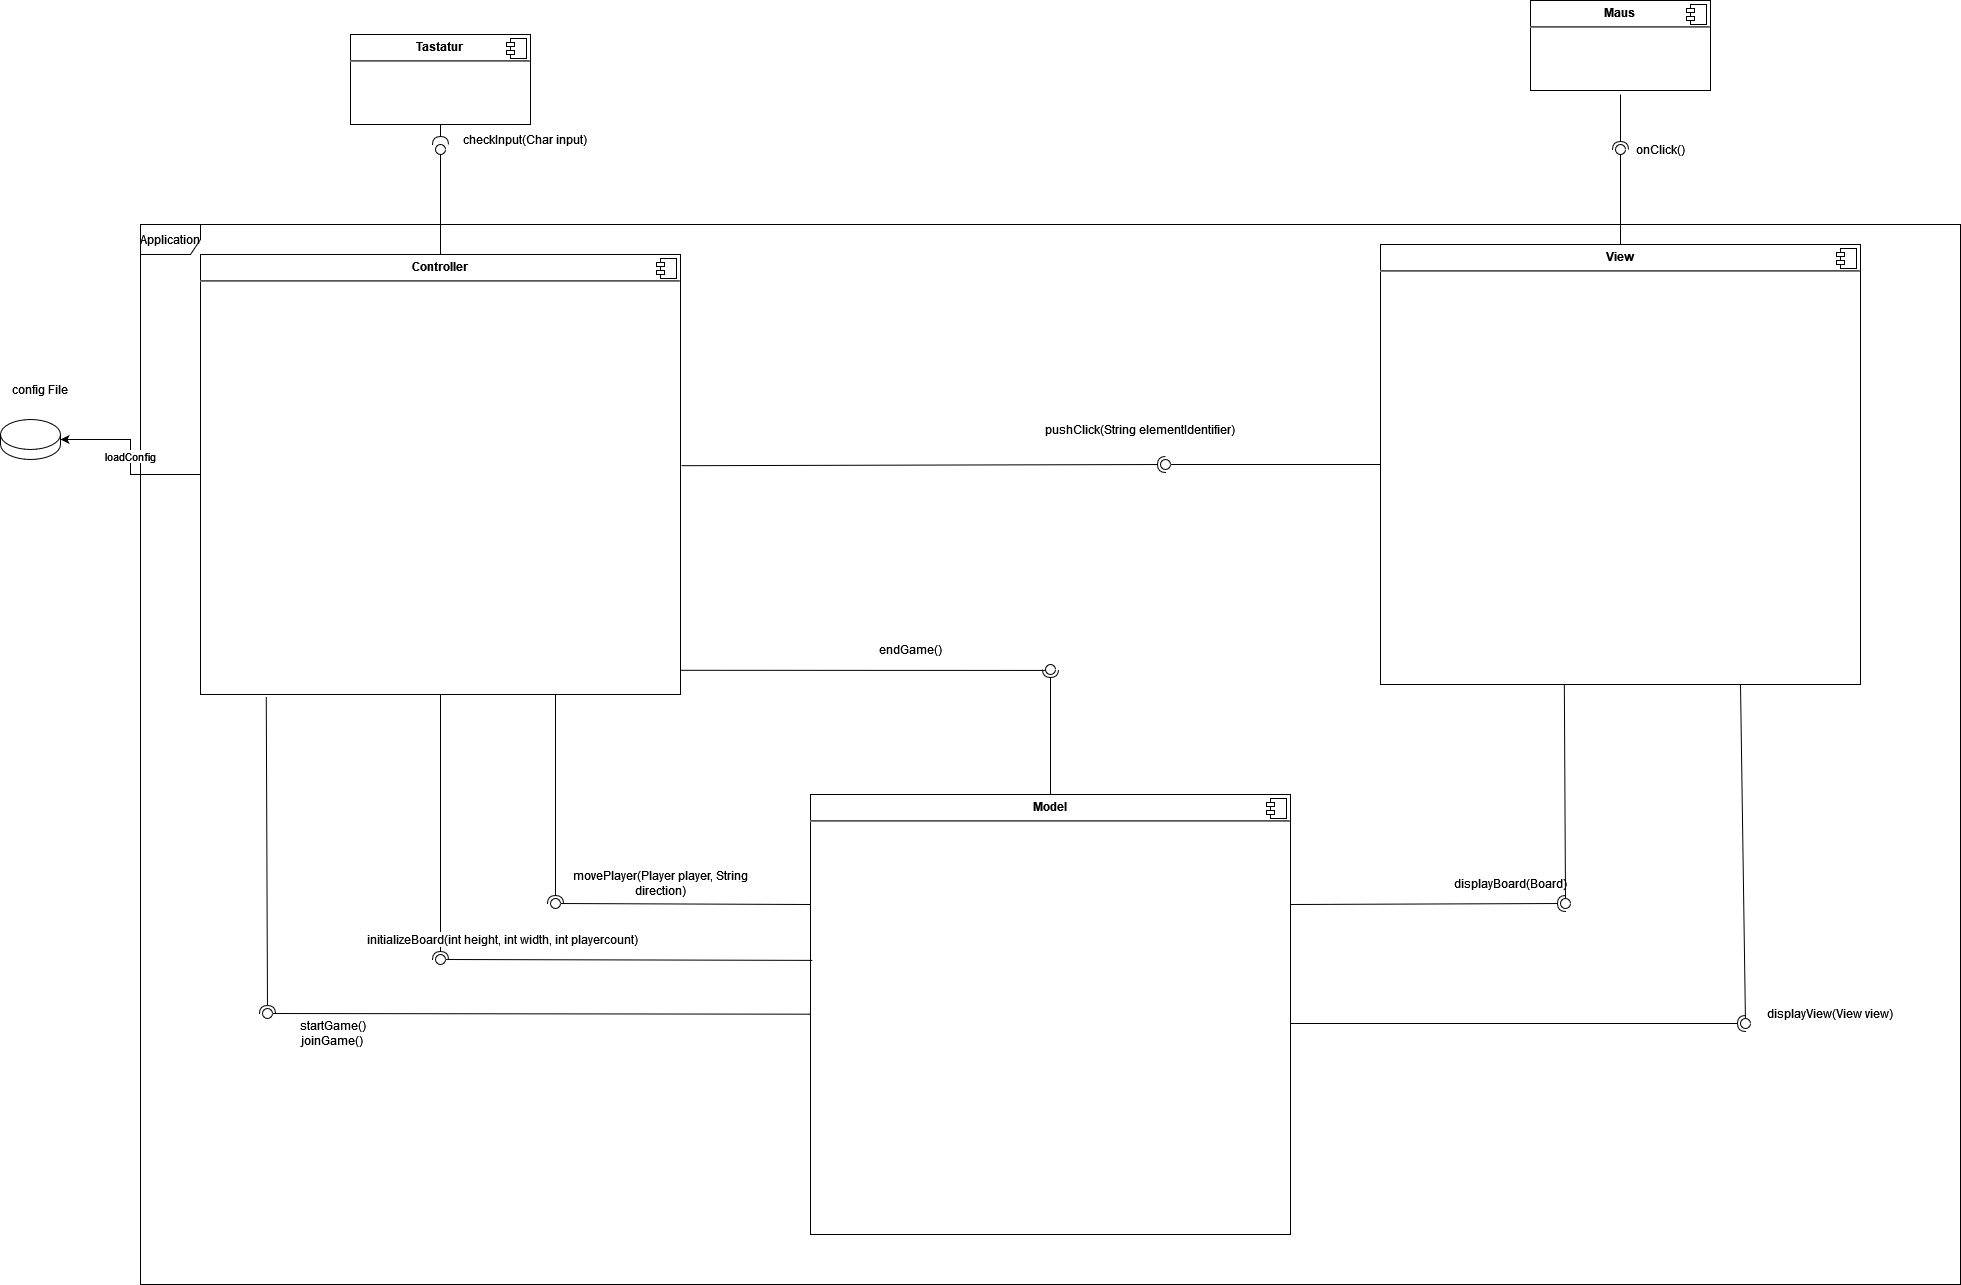 Maus
Tastatur
checkInput(Char input)
onClick()
Application
Controller
View
config File
pushClick(String elementIdentifier)
loadConfig
endGame()
Model
movePlayer(Player player, String
direction)
displayBoard(Board)
initializeBoard(int height, int width, int playercount)
displayView(View view)
startGame()
joinGame()